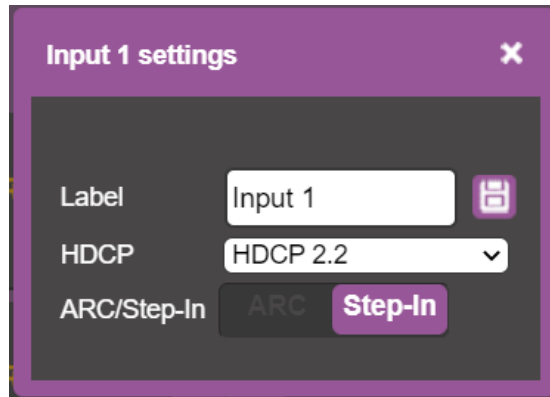 Input 1 settings ×
Label Input 1
HDCP HDCP 2.2
ARC/Step-In ARC Step-In